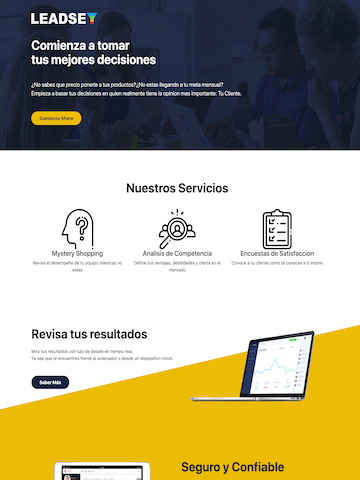 LEADSEY
Comienza a tomar
tus mejores decisiones
¿No sabes que precio ponerle a tus productos?¿No estas llegando a tu meta mensual?
Empieza a basar tus decisiones en quien realmente tiene la opinion mas importante: Tu Cliente.
Comienza Ahora
Nuestros Servicios
Mystery Shopping
Revisa el desempeño de tu equipo mientras no
estas
Analisis de Competencia
Define tus ventajas, debilidades y oferta en el
mercado
Encuestas de Satisfaccion
Conoce a tu cliente como te conoces a ti mismo
Revisa tus resultados
Mira tus resultados con lujo de detalle en tiempo real,
Ya sea que te encuentres frente al ordenador o desde un dispositivo movil.
Saber Más
Seguro y Confiable